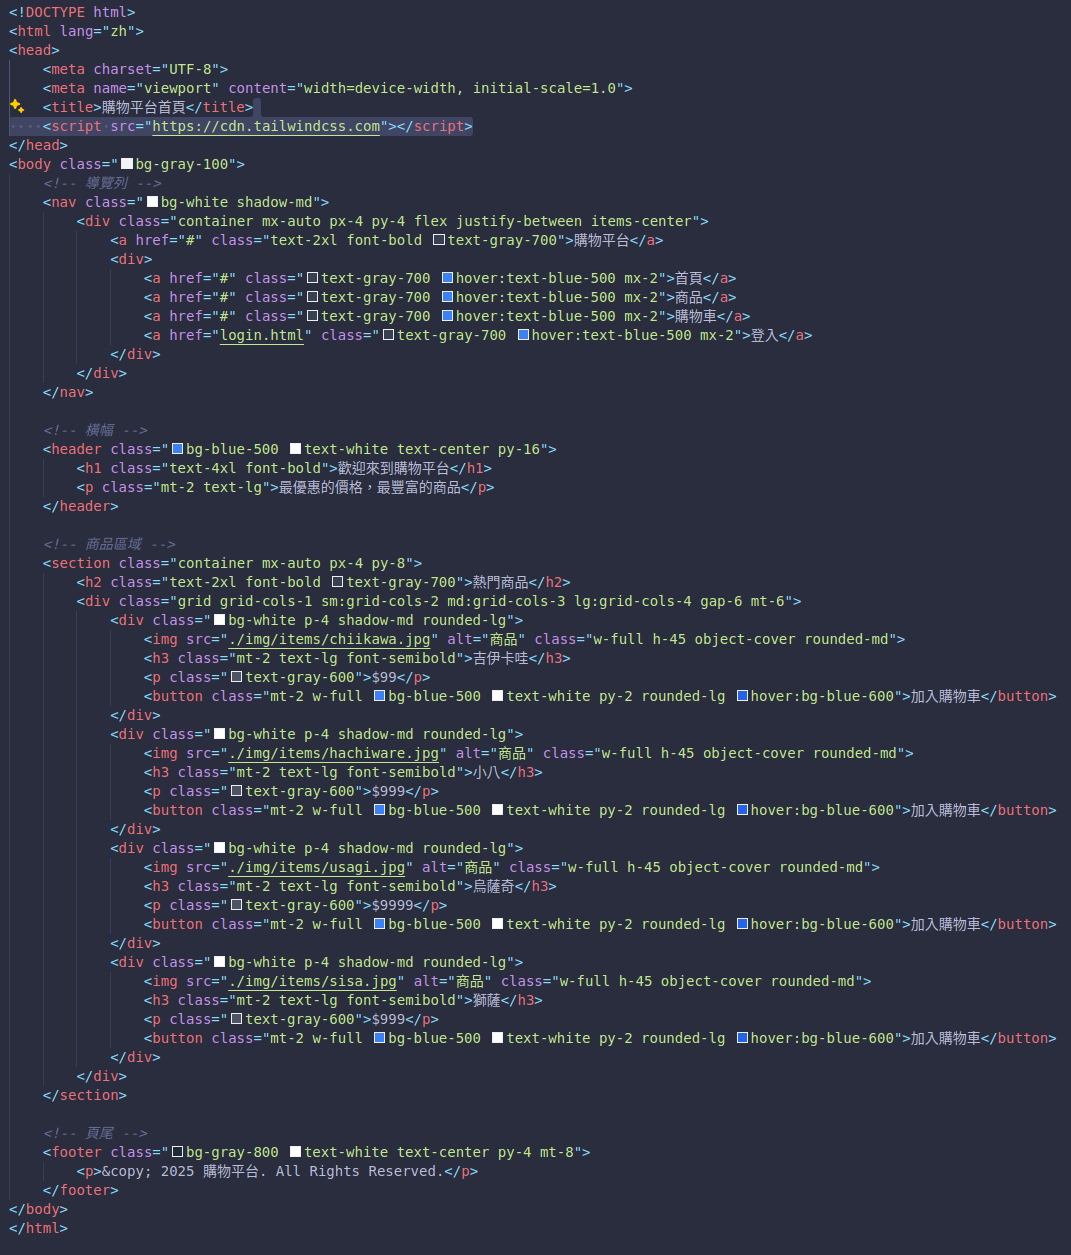 <!DOCTYPE html>
<html lang="zh">
<head>
    <meta charset="UTF-8">
    <meta name="viewport" content="width=device-width, initial-scale=1.0">
    <title>購物平台首頁</title>
    <script src="https://cdn.tailwindcss.com"></script>
</head>
<body class="bg-gray-100">
    <!-- 導覽列 -->
    <nav class="bg-white shadow-md">
        <div class="container mx-auto px-4 py-4 flex justify-between items-center">
            <a href="#" class="text-2xl font-bold text-gray-700">購物平台</a>
            <div>
                <a href="#" class="text-gray-700 hover:text-blue-500 mx-2">首頁</a>
                <a href="#" class="text-gray-700 hover:text-blue-500 mx-2">商品</a>
                <a href="#" class="text-gray-700 hover:text-blue-500 mx-2">購物車</a>
                <a href="login.html" class="text-gray-700 hover:text-blue-500 mx-2">登入</a>
            </div>
        </div>
    </nav>

    <!-- 橫幅 -->
    <header class="bg-blue-500 text-white text-center py-16">
        <h1 class="text-4xl font-bold">歡迎來到購物平台</h1>
        <p class="mt-2 text-lg">最優惠的價格，最豐富的商品</p>
    </header>

    <!-- 商品區域 -->
    <section class="container mx-auto px-4 py-8">
        <h2 class="text-2xl font-bold text-gray-700">熱門商品</h2>
        <div class="grid grid-cols-1 sm:grid-cols-2 md:grid-cols-3 lg:grid-cols-4 gap-6 mt-6">
            <div class="bg-white p-4 shadow-md rounded-lg">
                <img src="./img/items/chiikawa.jpg" alt="商品" class="w-full h-45 object-cover rounded-md">
                <h3 class="mt-2 text-lg font-semibold">吉伊卡哇</h3>
                <p class="text-gray-600">$99</p>
                <button class="mt-2 w-full bg-blue-500 text-white py-2 rounded-lg hover:bg-blue-600">加入購物車</button>
            </div>
            <div class="bg-white p-4 shadow-md rounded-lg">
                <img src="./img/items/hachiware.jpg" alt="商品" class="w-full h-45 object-cover rounded-md">
                <h3 class="mt-2 text-lg font-semibold">小八</h3>
                <p class="text-gray-600">$999</p>
                <button class="mt-2 w-full bg-blue-500 text-white py-2 rounded-lg hover:bg-blue-600">加入購物車</button>
            </div>
            <div class="bg-white p-4 shadow-md rounded-lg">
                <img src="./img/items/usagi.jpg" alt="商品" class="w-full h-45 object-cover rounded-md">
                <h3 class="mt-2 text-lg font-semibold">烏薩奇</h3>
                <p class="text-gray-600">$9999</p>
                <button class="mt-2 w-full bg-blue-500 text-white py-2 rounded-lg hover:bg-blue-600">加入購物車</button>
            </div>
            <div class="bg-white p-4 shadow-md rounded-lg">
                <img src="./img/items/sisa.jpg" alt="商品" class="w-full h-45 object-cover rounded-md">
                <h3 class="mt-2 text-lg font-semibold">獅薩</h3>
                <p class="text-gray-600">$999</p>
                <button class="mt-2 w-full bg-blue-500 text-white py-2 rounded-lg hover:bg-blue-600">加入購物車</button>
            </div>
        </div>
    </section>

    <!-- 頁尾 -->
    <footer class="bg-gray-800 text-white text-center py-4 mt-8">
        <p>&copy; 2025 購物平台. All Rights Reserved.</p>
    </footer>
</body>
</html>